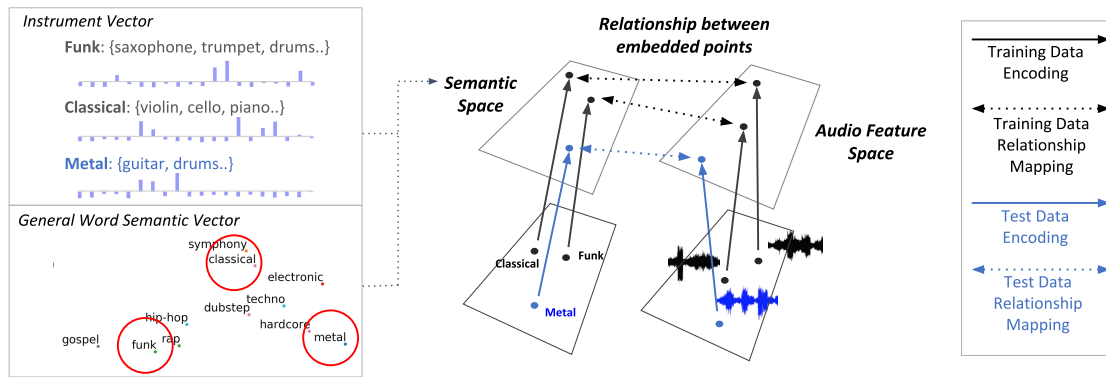 Instrument Vector
Funk: {saxophone, trumpet, drums..}
Classical: {violin, cello, piano..}
Metal: {guitar, drums..}
General Word Semantic Vector
symphony
classical
electronic
techno
dubstep
hip-hop
hardcore
gospel
funk
rap
metal
Relationship between
embedded points
Semantic
Space
Audio Feature
Space
Classical
Funk
Metal
Training Data
Encoding
Training Data
Relationship
Mapping
Test Data
Encoding
Test Data
Relationship
Mapping